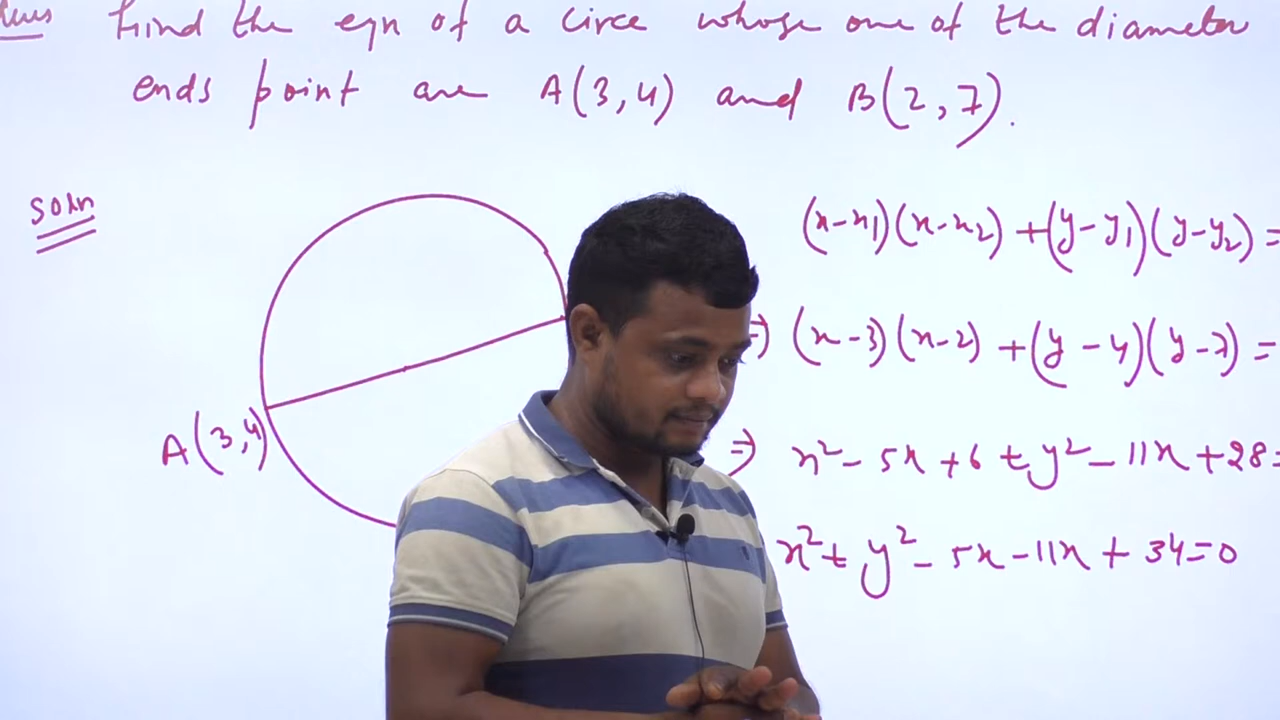 Find the eqn of a Circe whose one of the diameter
ends point are A(3,4) and B(2,7).
Soln
A(3,4)
(x-x1)(x-x2) +(y-y1)(y-y2) =
⇒ (x-3)(x-2) +(y-4)(y-7) =
⇒ x² - 5x + 6 + y² - 11x + 28 =
x² + y² - 5x - 11x + 34 = 0